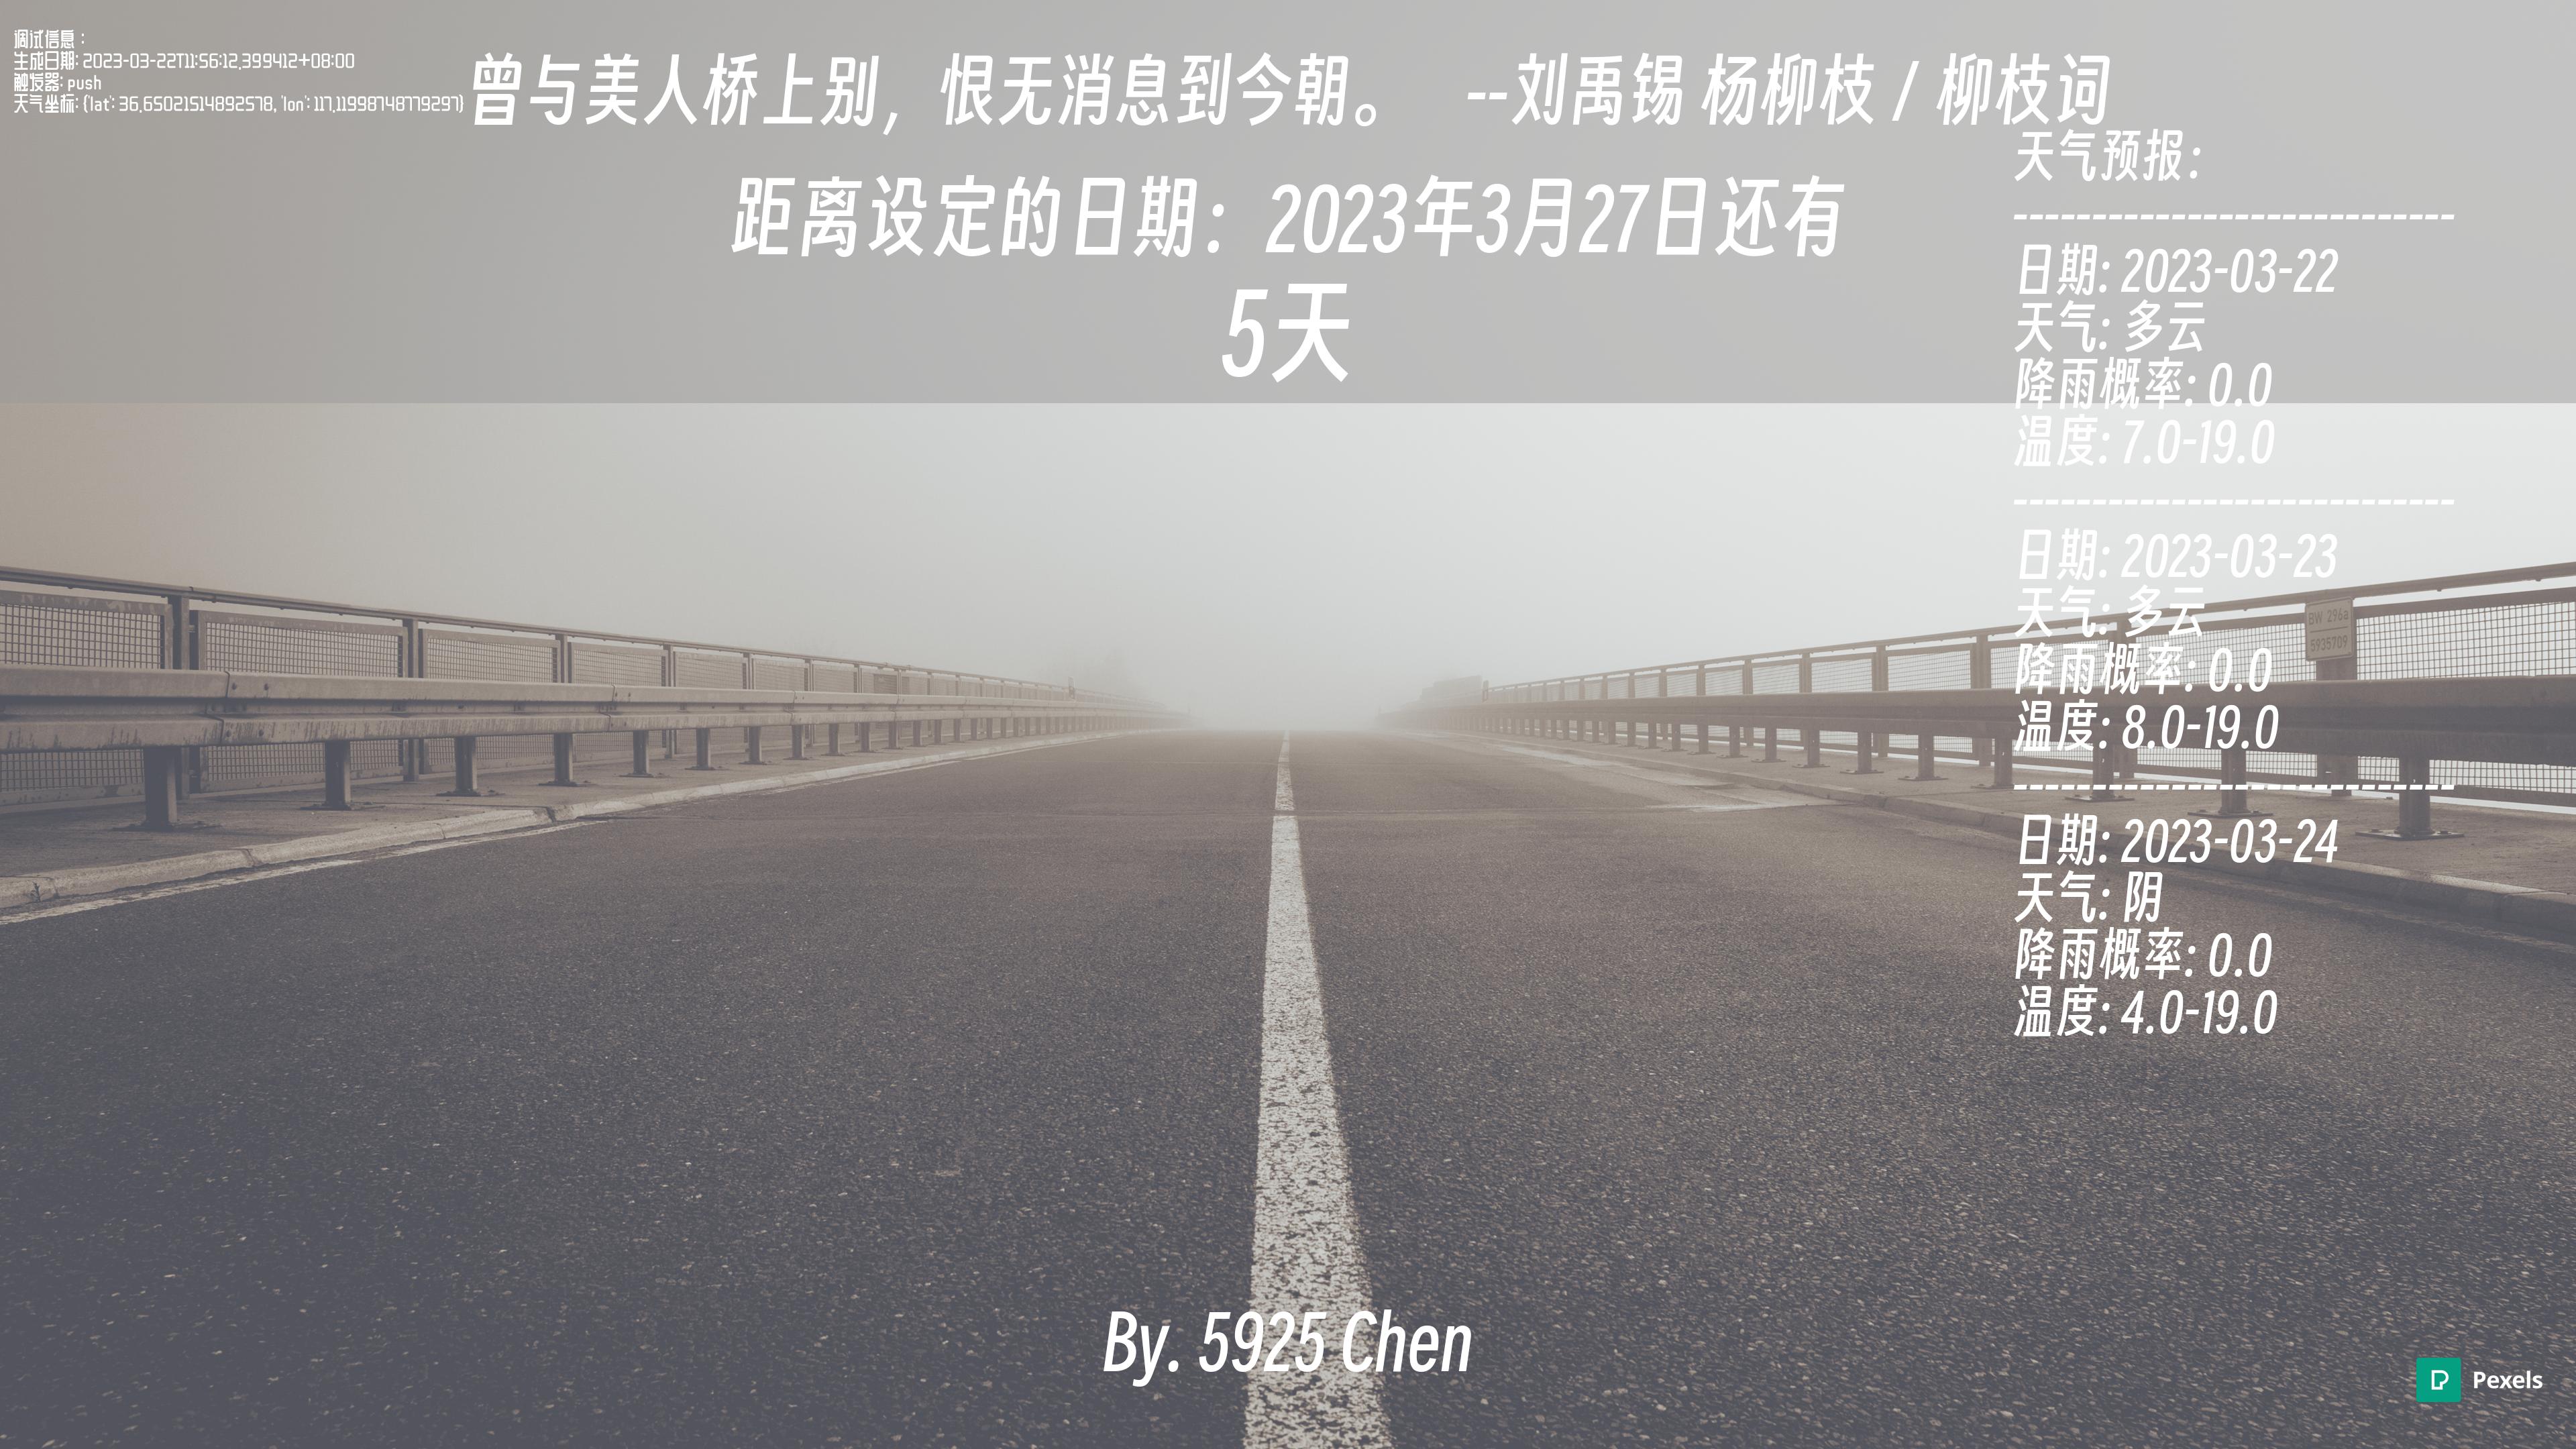 调试信息：
生成日期: 2023-03-22T11:56:12.399412+08:00
触发器: push
天气坐标: {'lat': 36.65021514892578, 'lon': 117.11998748779297}
曾与美人桥上别，恨无消息到今朝。 --刘禹锡 杨柳枝 / 柳枝词
距离设定的日期：2023年3月27日还有
5天
天气预报：
----------------------------
日期: 2023-03-22
天气: 多云
降雨概率: 0.0
温度: 7.0-19.0
----------------------------
日期: 2023-03-23
天气: 多云
降雨概率: 0.0
温度: 8.0-19.0
----------------------------
日期: 2023-03-24
天气: 阴
降雨概率: 0.0
温度: 4.0-19.0
BW 296a
5935709
By. 5925 Chen
Pexels